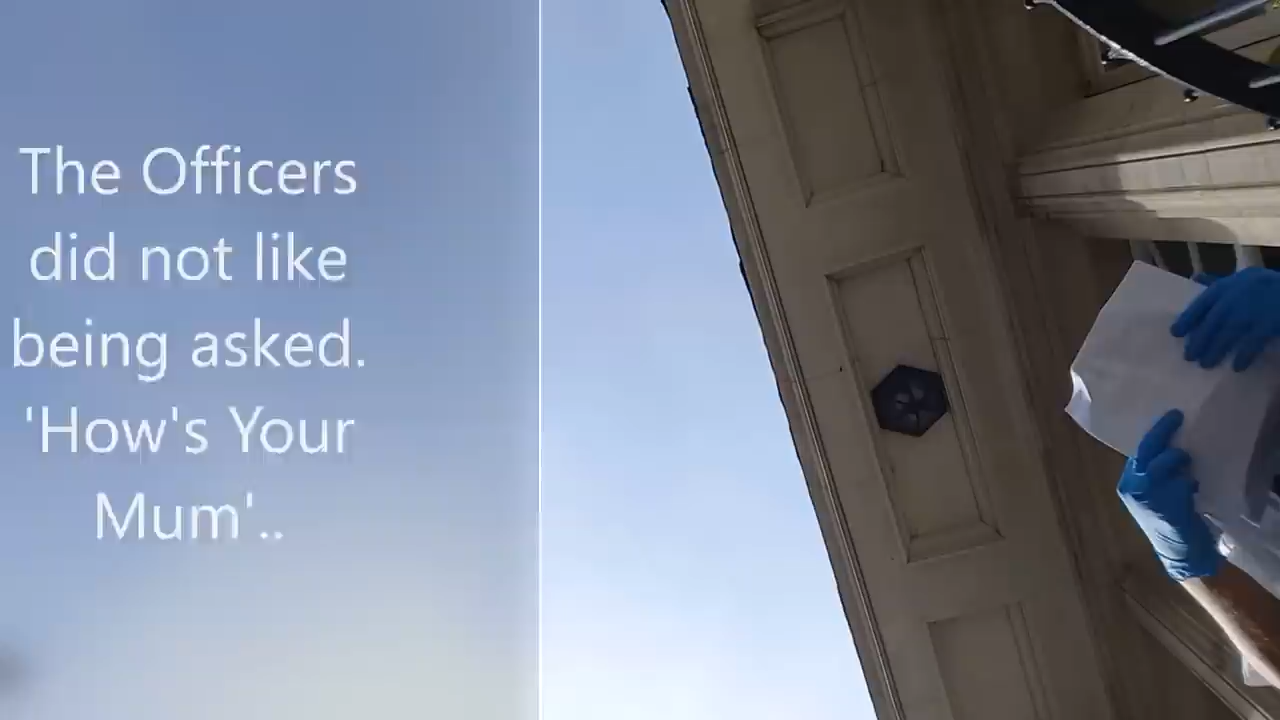 The Officers
did not like
being asked.
'How's Your
Mum'..